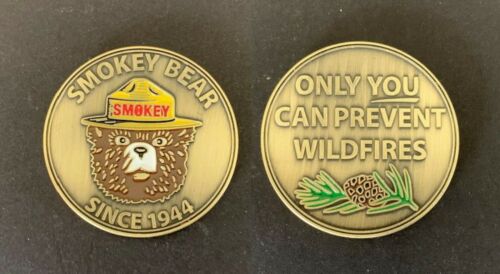 SMOKEY BEAR
SMOKEY
SINCE 1944
ONLY YOU
CAN PREVENT
WILDFIRES